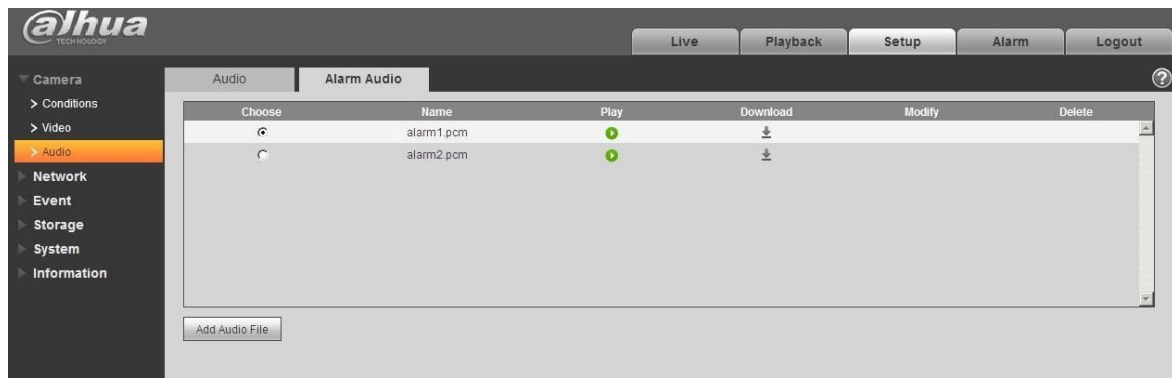 alhua
TECHNOLOGY
Live Playback Setup Alarm Logout
Camera
> Conditions
> Video
> Audio
Network
Event
Storage
System
Information
Audio Alarm Audio ?
Choose Name Play Download Modify Delete
alarm1.pcm
alarm2.pcm
Add Audio File